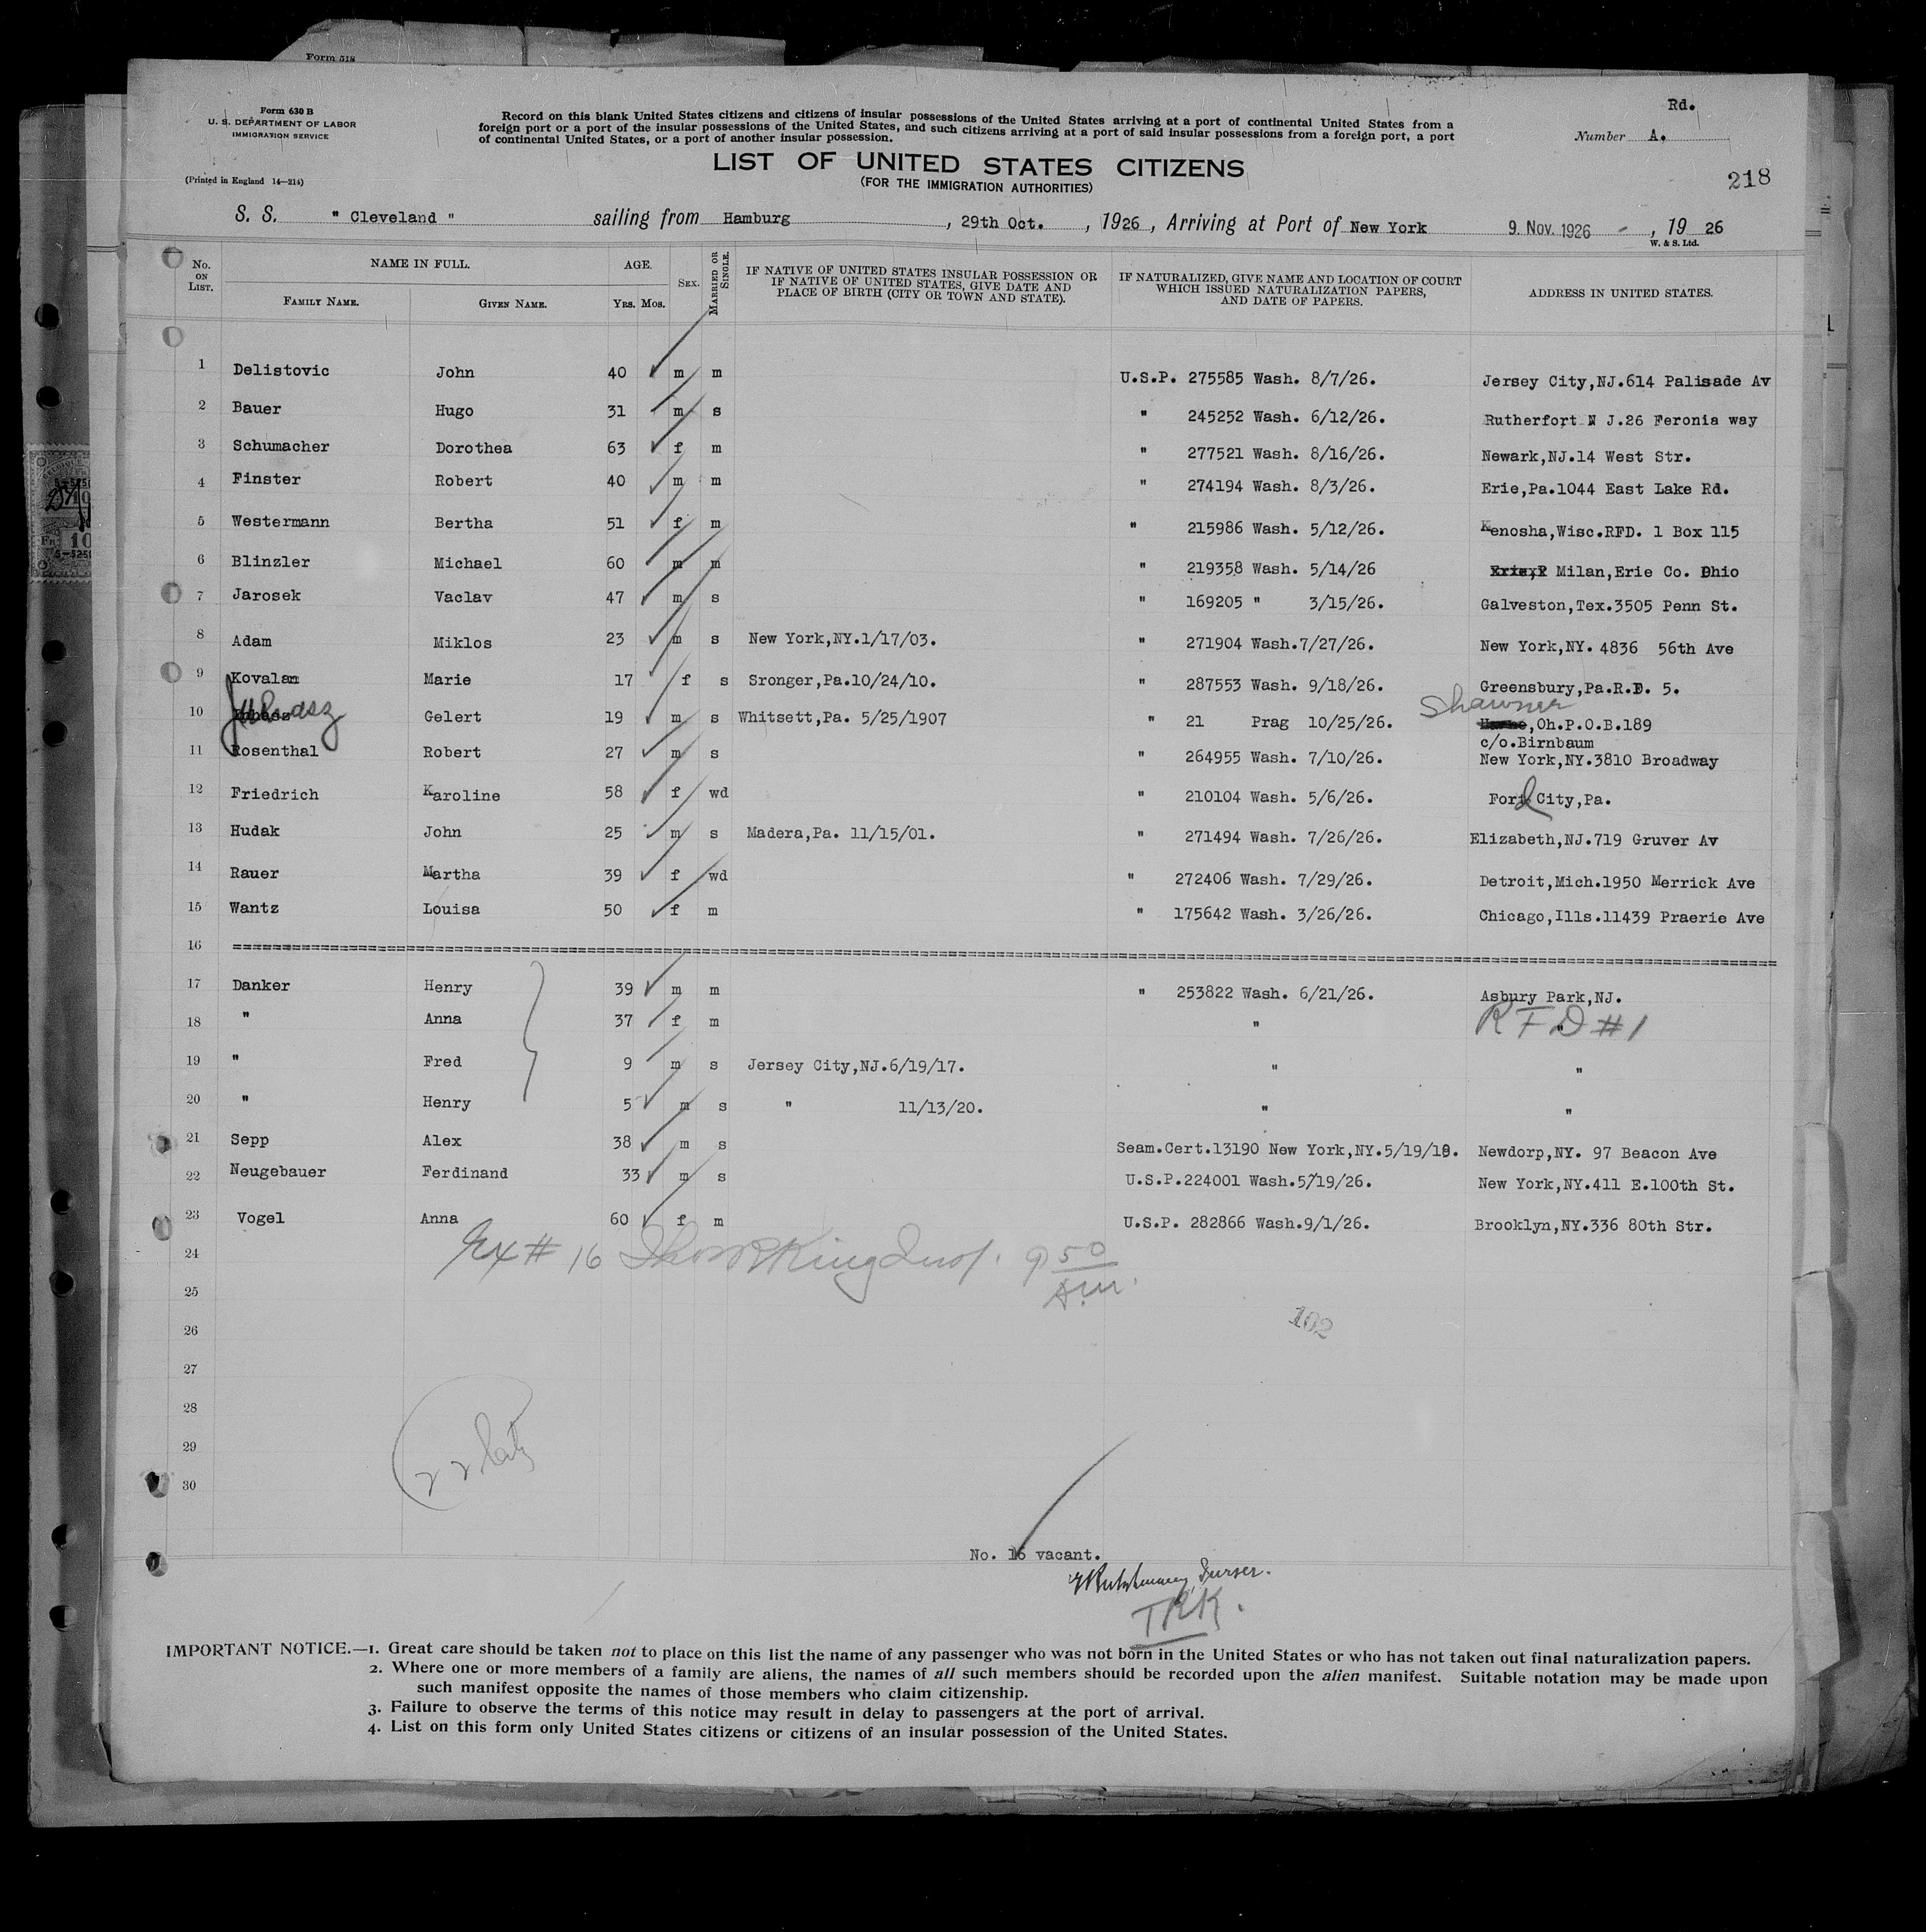 Form 518
Form 630 B
U. S. DEPARTMENT OF LABOR
IMMIGRATION SERVICE
(Printed in England 14—214)
Record on this blank United States citizens and citizens of insular possessions of the United States arriving at a port of continental United States from a
foreign port or a port of the insular possessions of the United States, and such citizens arriving at a port of said insular possessions from a foreign port, a port
of continental United States, or a port of another insular possession.
Rd.
Number A.
LIST OF UNITED STATES CITIZENS
(FOR THE IMMIGRATION AUTHORITIES)
218
S. S. " Cleveland " sailing from Hamburg , 29th Oct. , 1926 , Arriving at Port of New York 9. Nov. 1926 - , 19 26
W. & S. Ltd.
No. ON LIST. NAME IN FULL. FAMILY NAME. GIVEN NAME. AGE. YRS. MOS. SEX. MARRIED OR SINGLE. IF NATIVE OF UNITED STATES INSULAR POSSESSION OR IF NATIVE OF UNITED STATES, GIVE DATE AND PLACE OF BIRTH (CITY OR TOWN AND STATE). IF NATURALIZED, GIVE NAME AND LOCATION OF COURT WHICH ISSUED NATURALIZATION PAPERS, AND DATE OF PAPERS. ADDRESS IN UNITED STATES.
1 Delistovic John 40 m m U.S.P. 275585 Wash. 8/7/26. Jersey City,NJ.614 Palisade Av
2 Bauer Hugo 31 m s " 245252 Wash. 6/12/26. Rutherfort N J.26 Feronia way
3 Schumacher Dorothea 63 f m " 277521 Wash. 8/16/26. Newark,NJ.14 West Str.
4 Finster Robert 40 m m " 274194 Wash. 8/3/26. Erie,Pa.1044 East Lake Rd.
5 Westermann Bertha 51 f m " 215986 Wash. 5/12/26. Kenosha,Wisc.RFD. 1 Box 115
6 Blinzler Michael 60 m m " 219358 Wash. 5/14/26 Milan,Erie Co. Ohio
7 Jarosek Vaclav 47 m s " 169205 " 3/15/26. Galveston,Tex.3505 Penn St.
8 Adam Miklos 23 m s New York,NY.1/17/03. " 271904 Wash.7/27/26. New York,NY. 4836 56th Ave
9 Kovalan Marie 17 f s Sronger,Pa.10/24/10. " 287553 Wash. 9/18/26. Greensbury,Pa.R.D. 5.
10 Juhasz Gelert 19 m s Whitsett,Pa. 5/25/1907 " 21 Prag 10/25/26. Shawner ,Oh.P.O.B.189
c/o.Birnbaum
11 Rosenthal Robert 27 m s " 264955 Wash. 7/10/26. New York,NY.3810 Broadway
12 Friedrich Karoline 58 f wd " 210104 Wash. 5/6/26. Ford City,Pa.
13 Hudak John 25 m s Madera,Pa. 11/15/01. " 271494 Wash. 7/26/26. Elizabeth,NJ.719 Gruver Av
14 Rauer Martha 39 f wd " 272406 Wash. 7/29/26. Detroit,Mich.1950 Merrick Ave
15 Wantz Louisa 50 f m " 175642 Wash. 3/26/26. Chicago,Ills.11439 Praerie Ave
16
17 Danker Henry 39 m m " 253822 Wash. 6/21/26. Asbury Park,NJ.
18 " Anna 37 f m " " RFD #1
19 " Fred 9 m s Jersey City,NJ.6/19/17. " "
20 " Henry 5 m s " 11/13/20. " "
21 Sepp Alex 38 m s Seam.Cert.13190 New York,NY.5/19/19. Newdorp,NY. 97 Beacon Ave
22 Neugebauer Ferdinand 33 m s U.S.P.224001 Wash.5/19/26. New York,NY.411 E.100th St.
23 Vogel Anna 60 f m U.S.P. 282866 Wash.9/1/26. Brooklyn,NY.336 80th Str.
24 Ex # 16 Thos R King 9 50 AM.
25
102
26
27
28
29
22
30
No. 16 vacant.
Purser.
TRK.
IMPORTANT NOTICE.—1. Great care should be taken not to place on this list the name of any passenger who was not born in the United States or who has not taken out final naturalization papers.
2. Where one or more members of a family are aliens, the names of all such members should be recorded upon the alien manifest. Suitable notation may be made upon
such manifest opposite the names of those members who claim citizenship.
3. Failure to observe the terms of this notice may result in delay to passengers at the port of arrival.
4. List on this form only United States citizens or citizens of an insular possession of the United States.